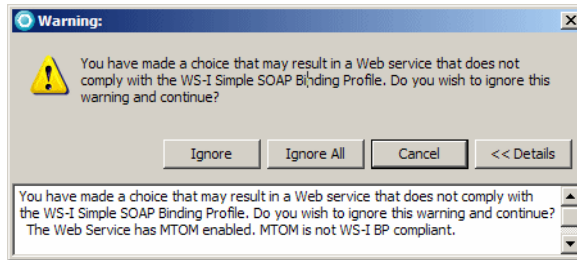 Warning:
You have made a choice that may result in a Web service that does not
comply with the WS-I Simple SOAP Binding Profile. Do you wish to ignore this
warning and continue?
Ignore Ignore All Cancel << Details
You have made a choice that may result in a Web service that does not comply with
the WS-I Simple SOAP Binding Profile. Do you wish to ignore this warning and continue?
The Web Service has MTOM enabled. MTOM is not WS-I BP compliant.